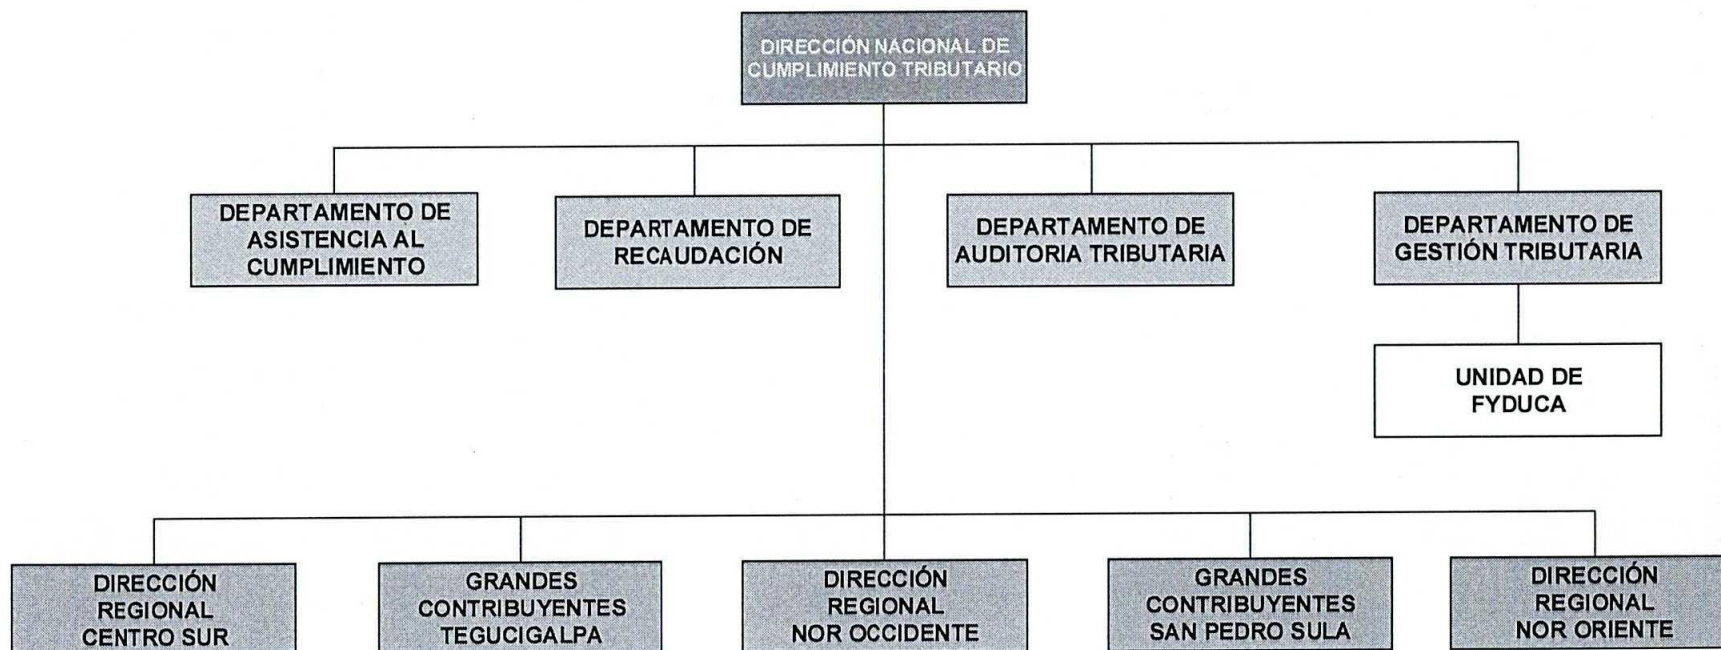 DIRECCIÓN NACIONAL DE
CUMPLIMIENTO TRIBUTARIO
DEPARTAMENTO DE
ASISTENCIA AL
CUMPLIMIENTO
DEPARTAMENTO DE
RECAUDACIÓN
DEPARTAMENTO DE
AUDITORIA TRIBUTARIA
DEPARTAMENTO DE
GESTIÓN TRIBUTARIA
UNIDAD DE
FYDUCA
DIRECCIÓN
REGIONAL
CENTRO SUR
GRANDES
CONTRIBUYENTES
TEGUCIGALPA
DIRECCIÓN
REGIONAL
NOR OCCIDENTE
GRANDES
CONTRIBUYENTES
SAN PEDRO SULA
DIRECCIÓN
REGIONAL
NOR ORIENTE